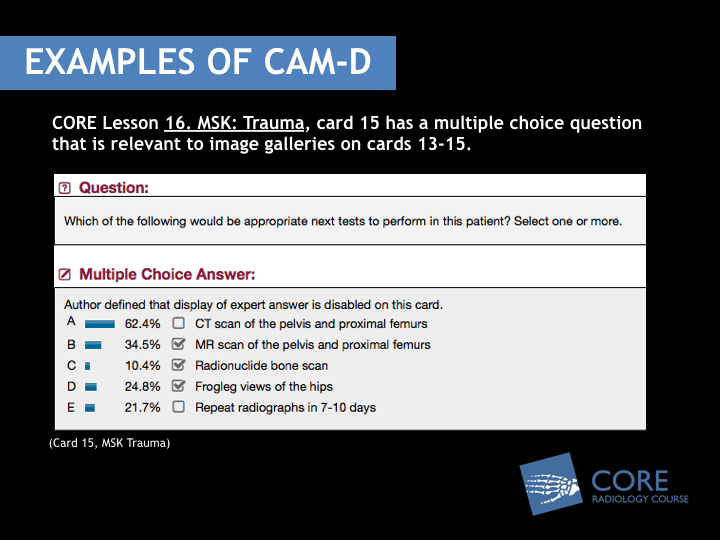 EXAMPLES OF CAM-D
CORE Lesson 16. MSK: Trauma, card 15 has a multiple choice question
that is relevant to image galleries on cards 13-15.
Question:
Which of the following would be appropriate next tests to perform in this patient? Select one or more.
Multiple Choice Answer:
Author defined that display of expert answer is disabled on this card.
A 62.4% CT scan of the pelvis and proximal femurs
B 34.5% MR scan of the pelvis and proximal femurs
C 10.4% Radionuclide bone scan
D 24.8% Frogleg views of the hips
E 21.7% Repeat radiographs in 7-10 days
(Card 15, MSK Trauma)
CORE
RADIOLOGY COURSE